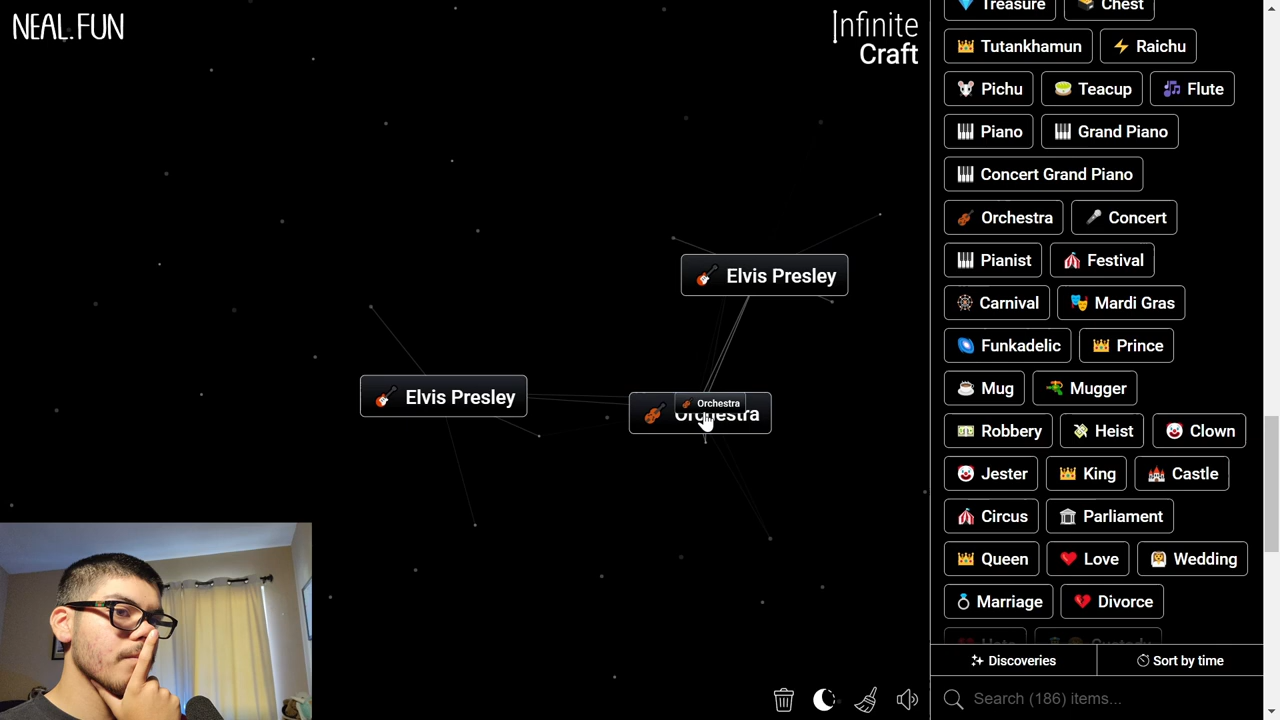 NEAL.FUN
Infinite
Craft
Elvis Presley
Elvis Presley
Orchestra
Orchestra
Treasure
Chest
Tutankhamun
Raichu
Pichu
Teacup
Flute
Piano
Grand Piano
Concert Grand Piano
Orchestra
Concert
Pianist
Festival
Carnival
Mardi Gras
Funkadelic
Prince
Mug
Mugger
Robbery
Heist
Clown
Jester
King
Castle
Circus
Parliament
Queen
Love
Wedding
Marriage
Divorce
Custody
Discoveries
Sort by time
Search (186) items...